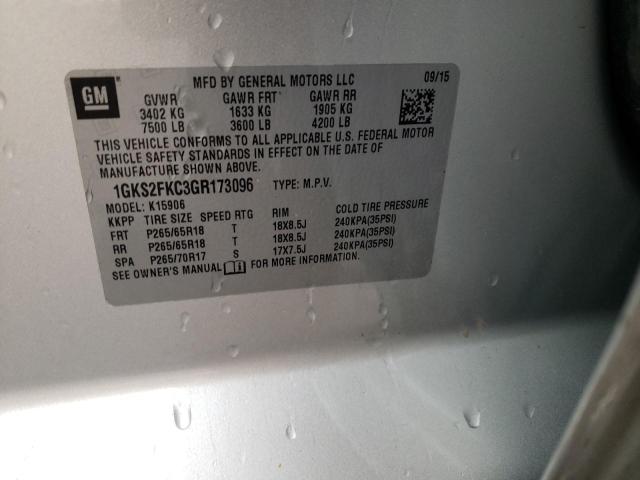 GM
MFD BY GENERAL MOTORS LLC 09/15
GVWR GAWR FRT GAWR RR
3402 KG 1633 KG 1905 KG
7500 LB 3600 LB 4200 LB
THIS VEHICLE CONFORMS TO ALL APPLICABLE U.S. FEDERAL MOTOR
VEHICLE SAFETY STANDARDS IN EFFECT ON THE DATE OF
MANUFACTURE SHOWN ABOVE.
1GKS2FKC3GR173096 TYPE: M.P.V.
MODEL: K15906
KKPP TIRE SIZE SPEED RTG RIM COLD TIRE PRESSURE
FRT P265/65R18 T 18X8.5J 240KPA(35PSI)
RR P265/65R18 T 18X8.5J 240KPA(35PSI)
SPA P265/70R17 S 17X7.5J 240KPA(35PSI)
SEE OWNER'S MANUAL FOR MORE INFORMATION.